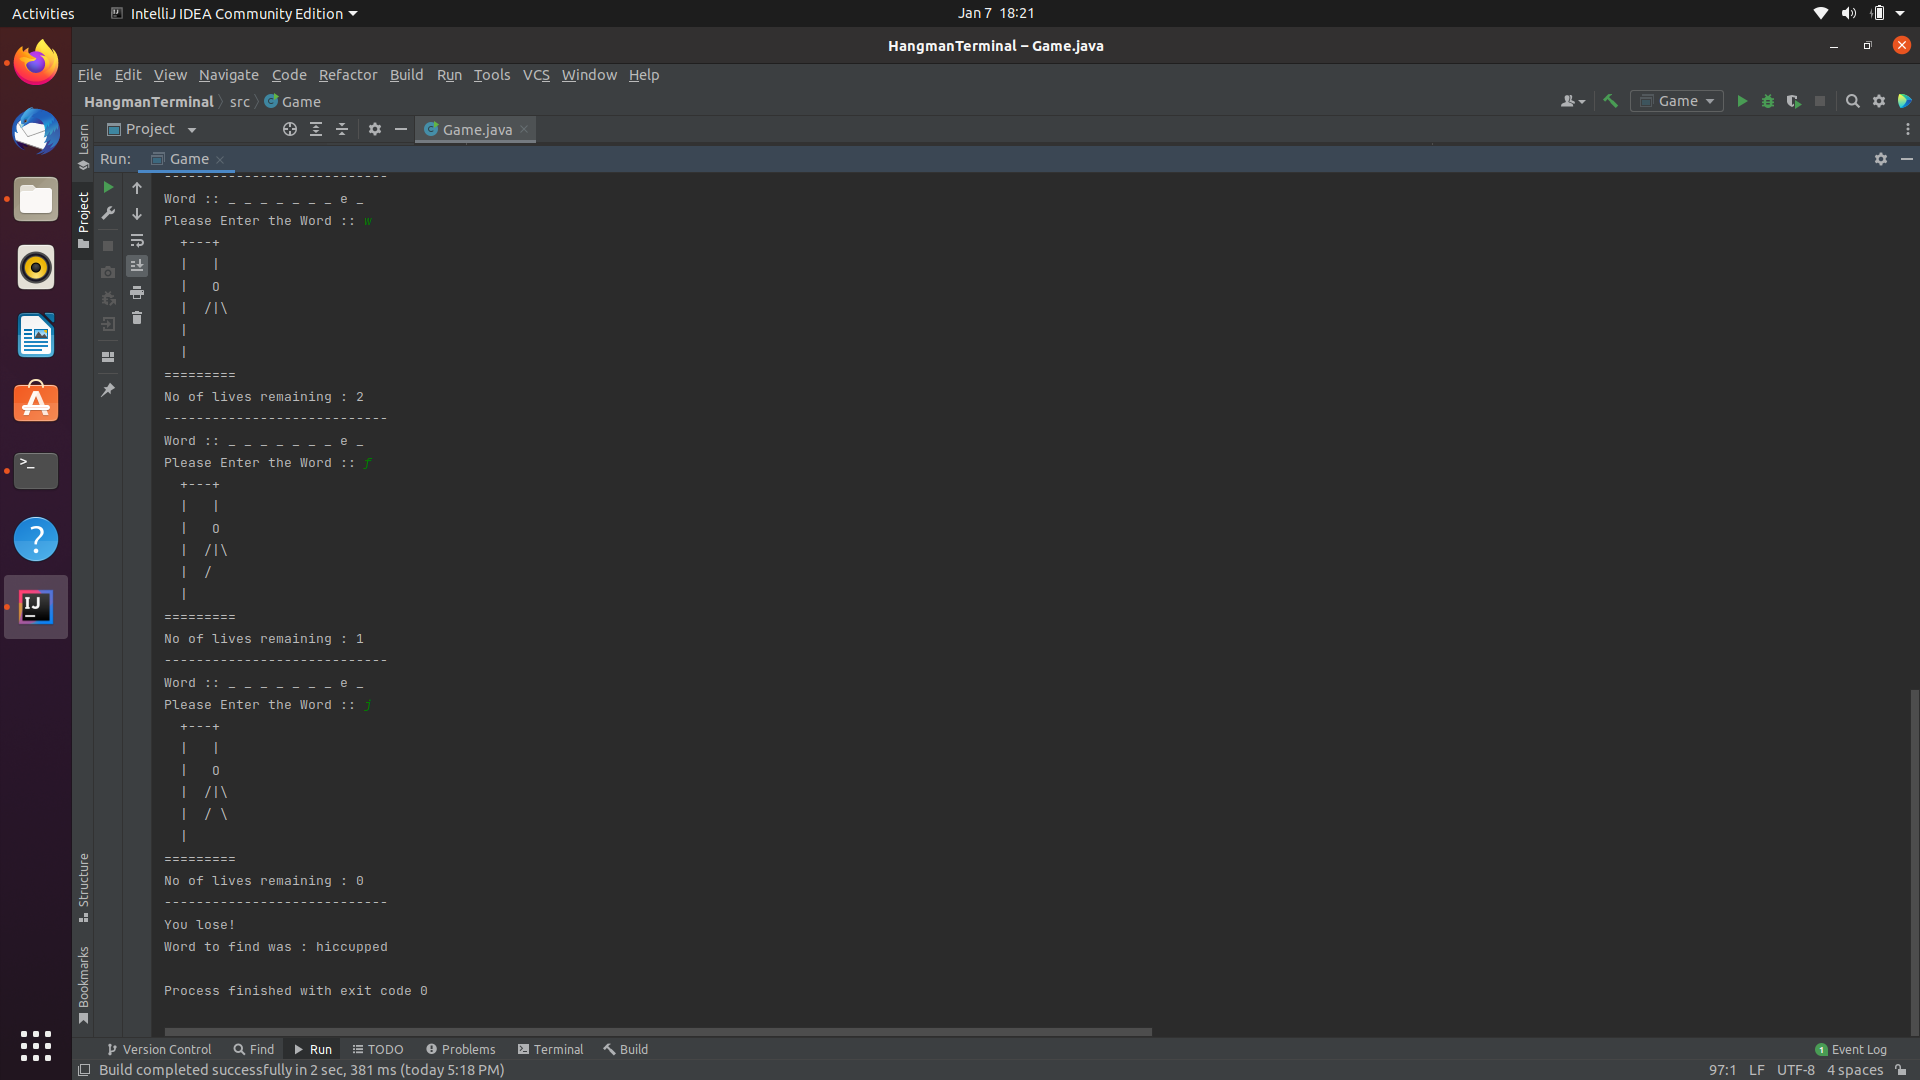 Activities IntelliJ IDEA Community Edition Jan 7 18:21
HangmanTerminal – Game.java
File Edit View Navigate Code Refactor Build Run Tools VCS Window Help
HangmanTerminal src Game Game
Learn Project Game.java
Run: Game
Project
----------------------------
Word :: _ _ _ _ _ _ _ e _
Please Enter the Word :: w
  +---+
  |   |
  |   O
  |  /|\
  |
  |
=========
No of lives remaining : 2
----------------------------
Word :: _ _ _ _ _ _ _ e _
Please Enter the Word :: f
  +---+
  |   |
  |   O
  |  /|\
  |  /
  |
=========
No of lives remaining : 1
----------------------------
Word :: _ _ _ _ _ _ _ e _
Please Enter the Word :: j
  +---+
  |   |
  |   O
  |  /|\
  |  / \
  |
=========
No of lives remaining : 0
----------------------------
You lose!
Word to find was : hiccupped
Process finished with exit code 0
Structure
Bookmarks
Version Control Find Run TODO Problems Terminal Build 1 Event Log
Build completed successfully in 2 sec, 381 ms (today 5:18 PM) 97:1 LF UTF-8 4 spaces